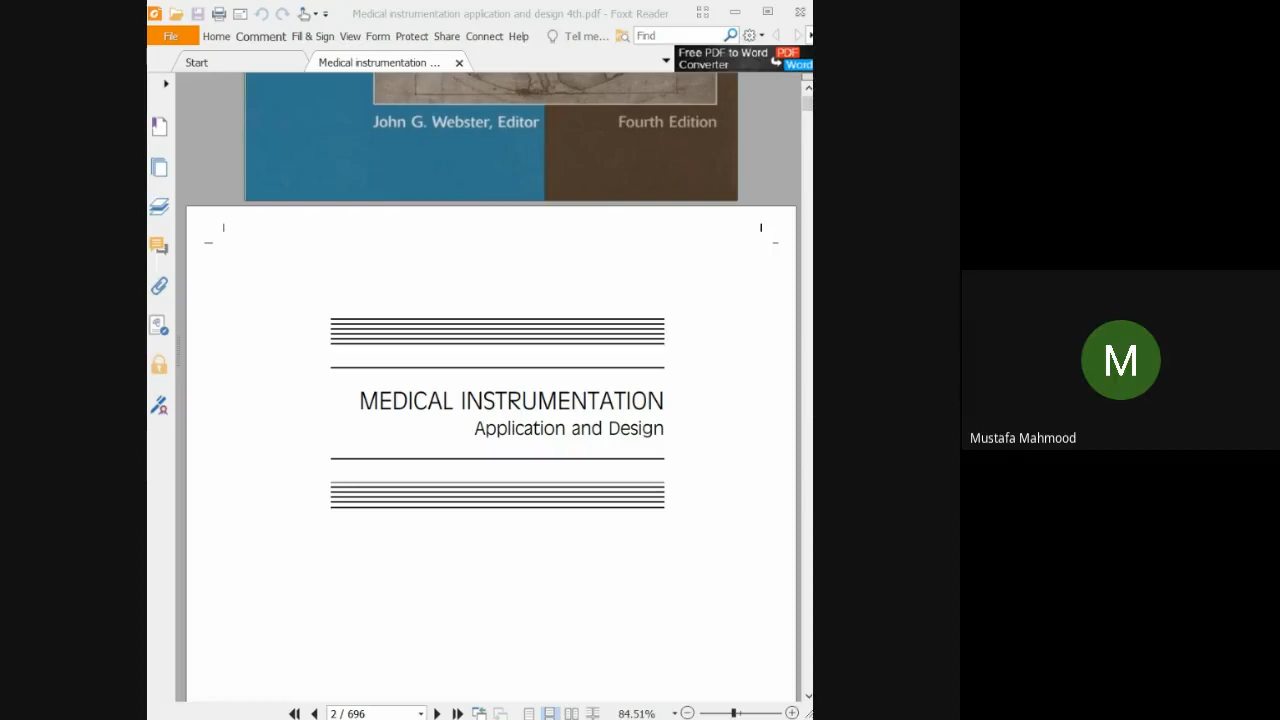 Medical instrumentation application and design 4th.pdf - Foxit Reader
File Home Comment Fill & Sign View Form Protect Share Connect Help Tell me... Find
Start Medical instrumentation ... Free PDF to Word Converter PDF Word
John G. Webster, Editor Fourth Edition
MEDICAL INSTRUMENTATION
Application and Design
M
Mustafa Mahmood
2 / 696 84.51%